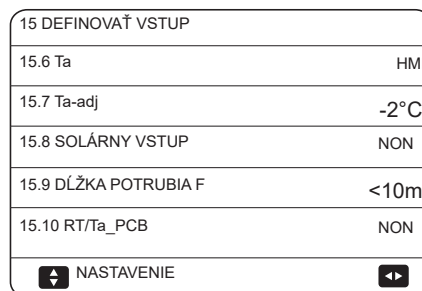 15 DEFINOVAŤ VSTUP
15.6 Ta HM
15.7 Ta-adj -2°C
15.8 SOLÁRNY VSTUP NON
15.9 DĹŽKA POTRUBIA F <10m
15.10 RT/Ta_PCB NON
NASTAVENIE